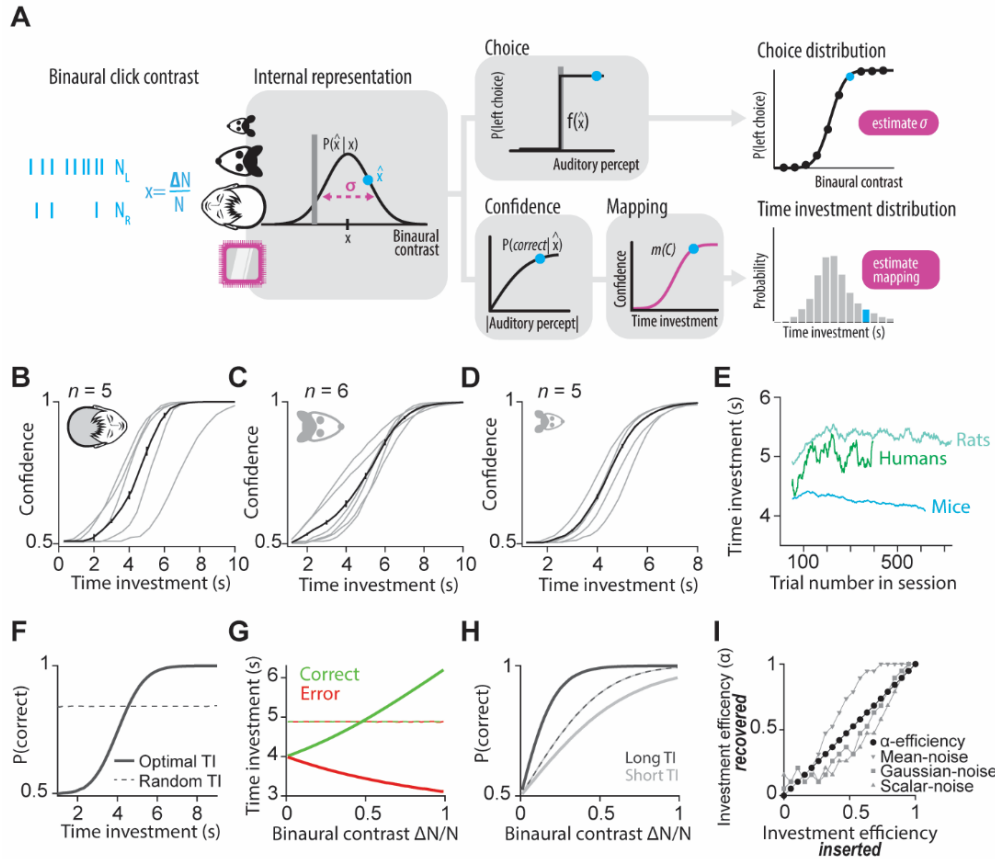 A
Binaural click contrast
N_L
N_R
x = ΔN/N
Internal representation
P(x̂|x)
x̂
σ
x
Binaural
contrast
Choice
P(left choice)
f(x̂)
Auditory percept
Confidence
P(correct|x̂)
|Auditory percept|
Mapping
m(C)
Confidence
Time investment
Choice distribution
P(left choice)
estimate σ
Binaural contrast
Time investment distribution
Probability
estimate
mapping
Time investment (s)
B
n = 5
Confidence
1
0.5
0 2 4 6 8 10
Time investment (s)
C
n = 6
Confidence
1
0.5
2 4 6 8 10
Time investment (s)
D
n = 5
Confidence
1
0.5
2 4 6 8
Time investment (s)
E
Time investment (s)
6
5
4
Rats
Humans
Mice
100 500
Trial number in session
F
P(correct)
1
0.5
Optimal TI
Random TI
2 4 6 8
Time investment (s)
G
Time investment (s)
6
5
4
3
Correct
Error
0 0.5 1
Binaural contrast ΔN/N
H
P(correct)
1
0.5
Long TI
Short TI
0 0.5 1
Binaural contrast ΔN/N
I
Investment efficiency (α)
recovered
1
0.5
0
α-efficiency
Mean-noise
Gaussian-noise
Scalar-noise
0 0.5 1
Investment efficiency
inserted